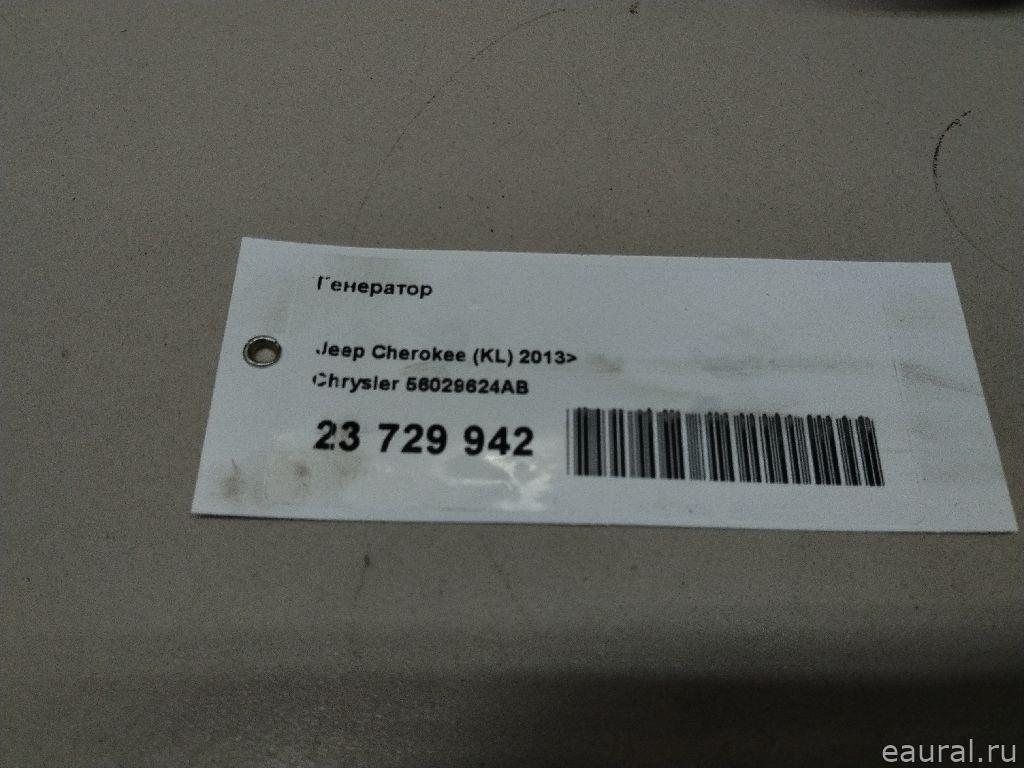 Генератор
Jeep Cherokee (KL) 2013>
Chrysler 56029624AB
23 729 942
eaural.ru